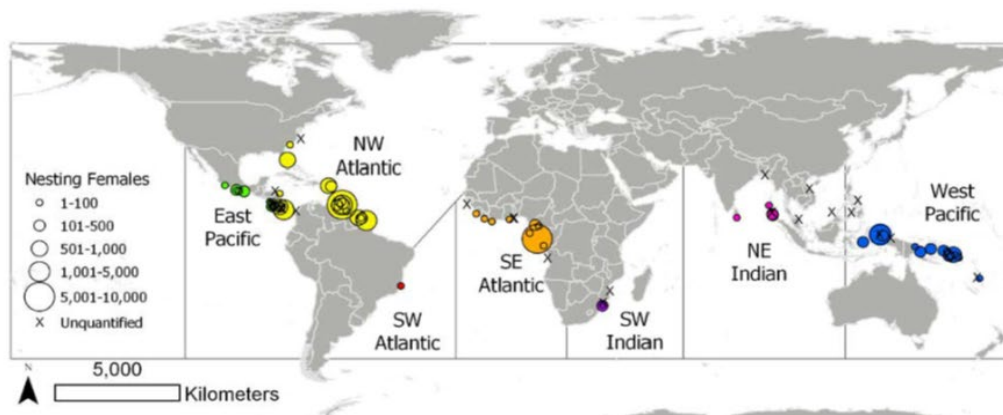 NW
Atlantic
Nesting Females
1-100
101-500
501-1,000
1,001-5,000
5,001-10,000
X Unquantified
East
Pacific
SW
Atlantic
SE
Atlantic
SW
Indian
NE
Indian
West
Pacific
N
5,000
Kilometers